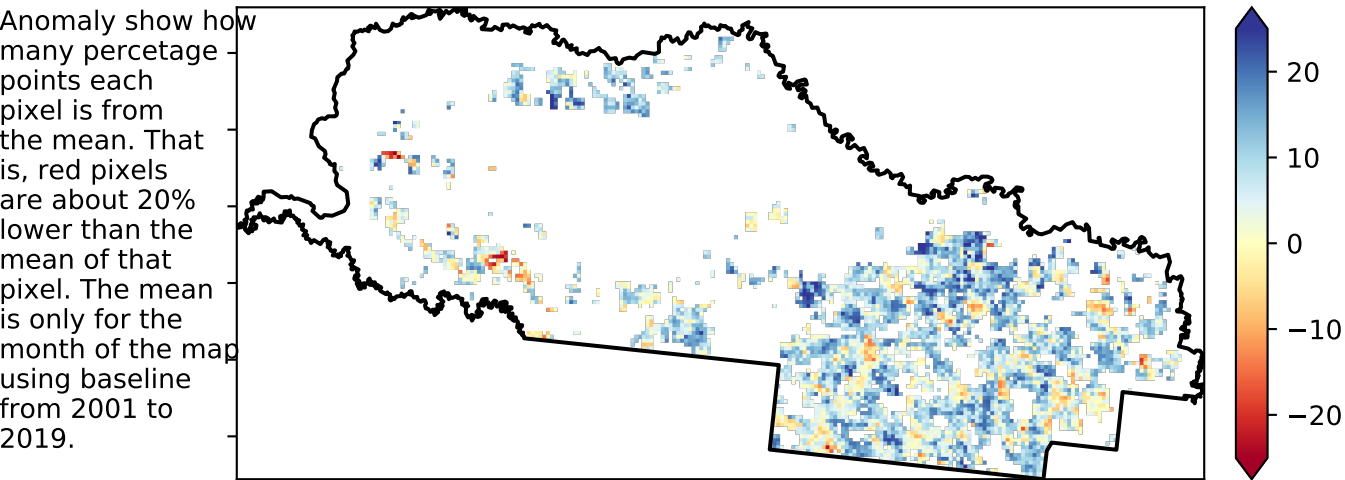 Anomaly show how
many percetage
points each
pixel is from
the mean. That
is, red pixels
are about 20%
lower than the
mean of that
pixel. The mean
is only for the
month of the map
using baseline
from 2001 to
2019.
20
10
0
−10
−20